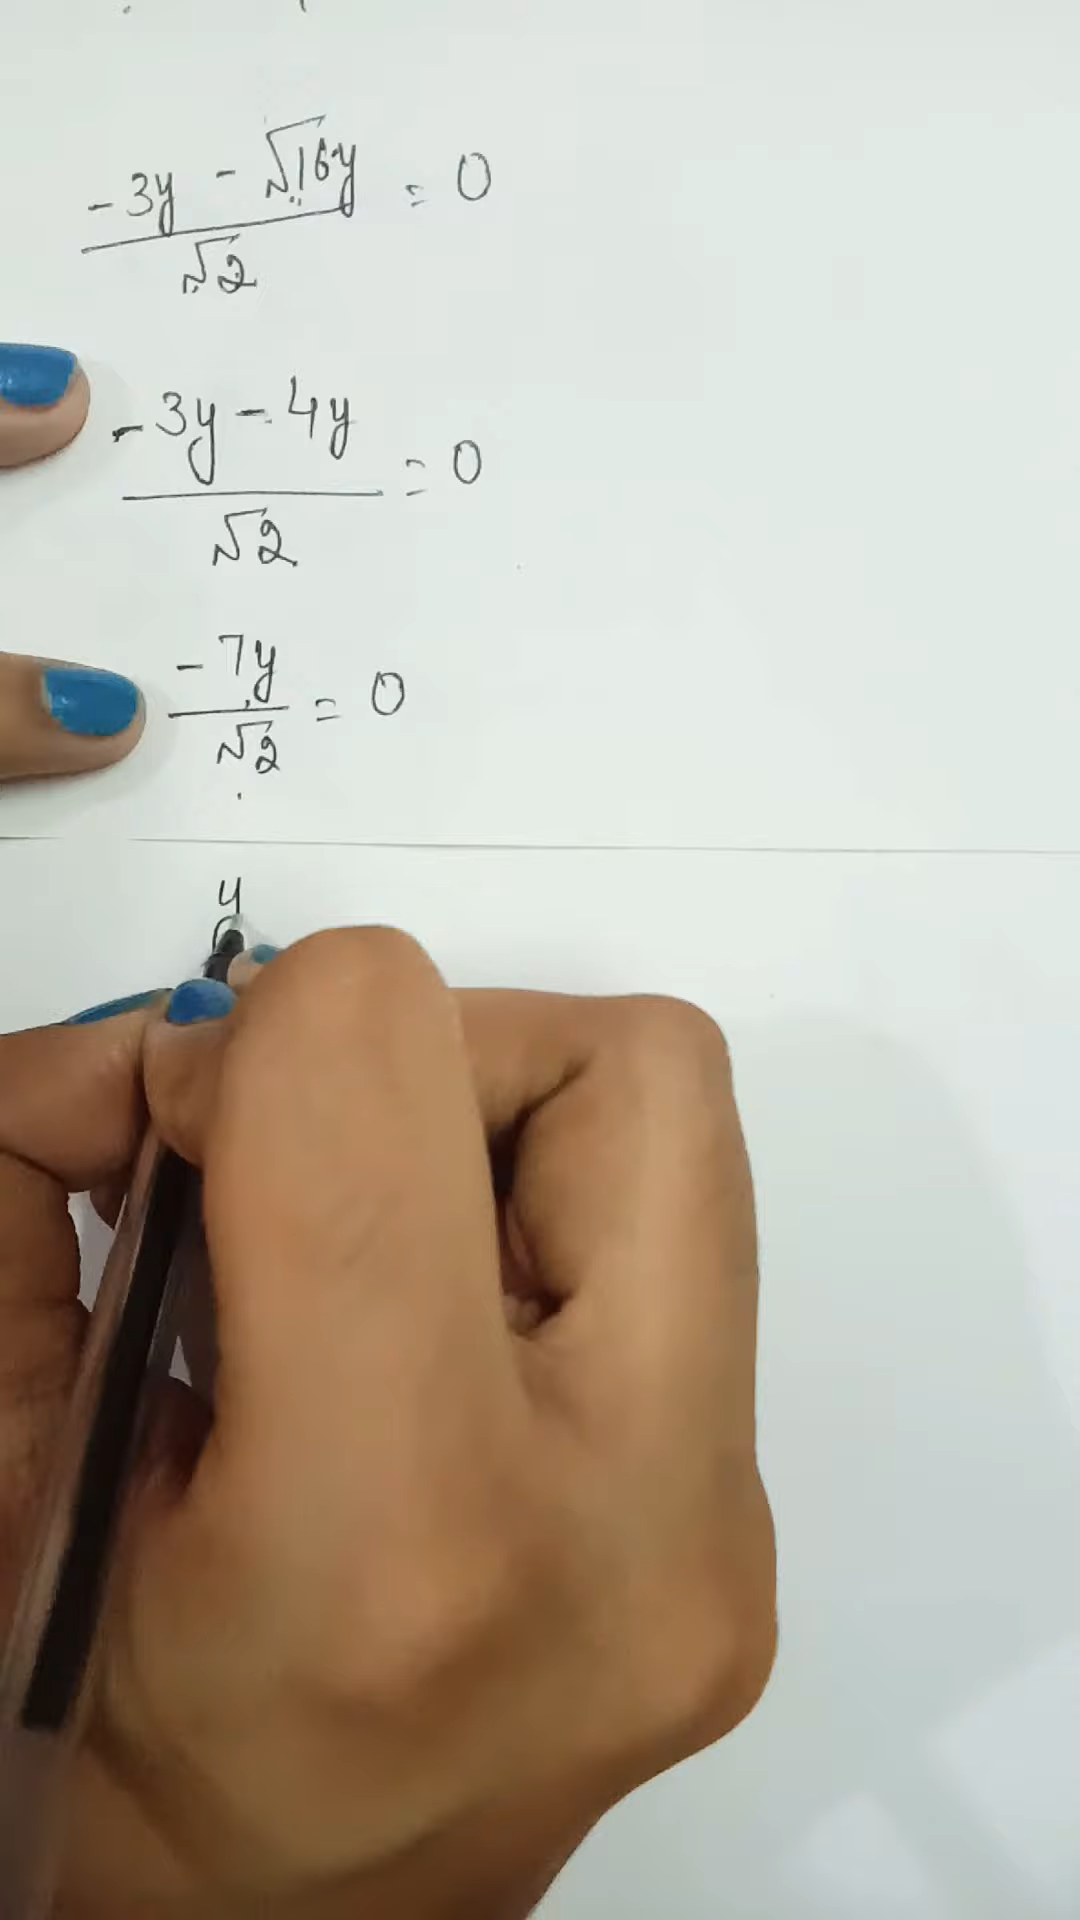 -3y - √16y / √2 = 0
-3y - 4y / √2 = 0
-7y / √2 = 0
y